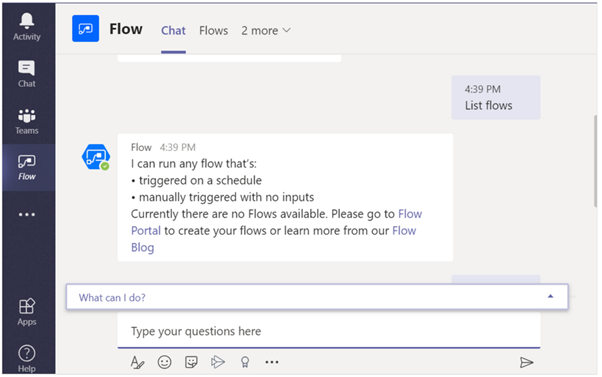 Activity
Chat
Teams
Flow
Apps
Help
Flow
Chat
Flows
2 more
4:39 PM
List flows
Flow 4:39 PM
I can run any flow that's:
• triggered on a schedule
• manually triggered with no inputs
Currently there are no Flows available. Please go to Flow
Portal to create your flows or learn more from our Flow
Blog
What can I do?
Type your questions here